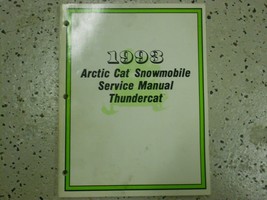 1993
Arctic Cat Snowmobile
Service Manual
Thundercat